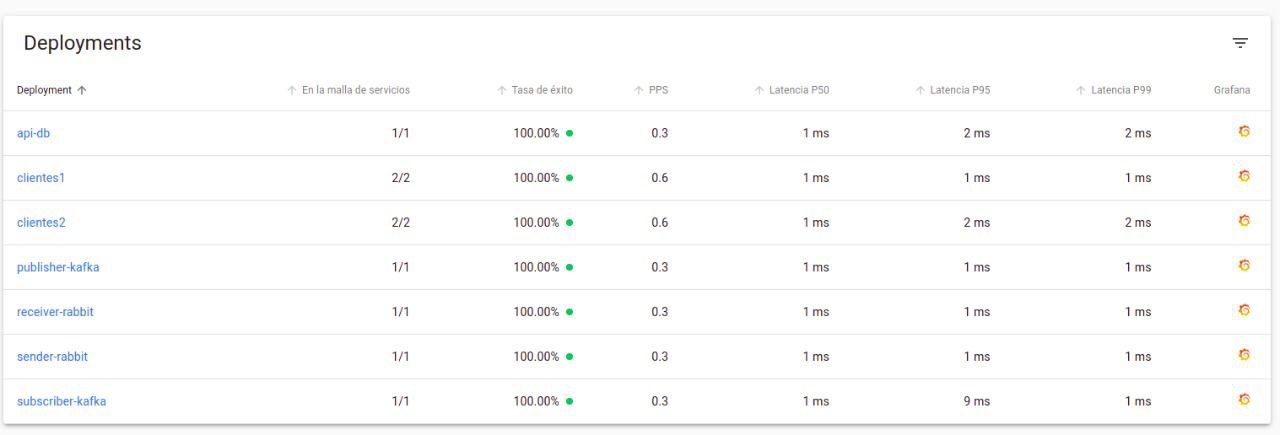 Deployments
Deployment ↑ ↑ En la malla de servicios ↑ Tasa de éxito ↑ PPS ↑ Latencia P50 ↑ Latencia P95 ↑ Latencia P99 Grafana
api-db 1/1 100.00% 0.3 1 ms 2 ms 2 ms
clientes1 2/2 100.00% 0.6 1 ms 1 ms 1 ms
clientes2 2/2 100.00% 0.6 1 ms 2 ms 2 ms
publisher-kafka 1/1 100.00% 0.3 1 ms 1 ms 1 ms
receiver-rabbit 1/1 100.00% 0.3 1 ms 1 ms 1 ms
sender-rabbit 1/1 100.00% 0.3 1 ms 1 ms 1 ms
subscriber-kafka 1/1 100.00% 0.3 1 ms 9 ms 1 ms